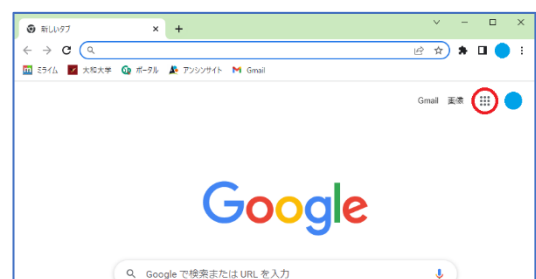 新しいタブ
ミライム 大和大学 ポータル アンシンサイト Gmail
Gmail 画像
Google
Google で検索または URL を入力